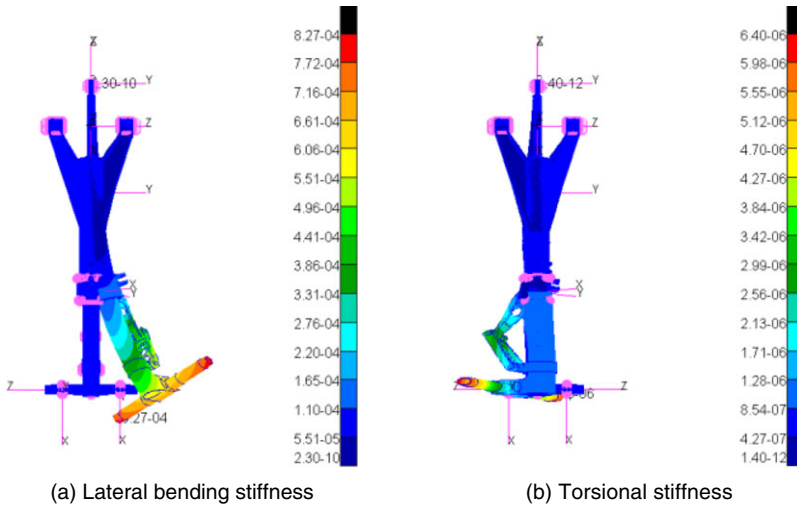 X
.30-10 Y
Z
Y
X
Y
Z
.27-04
X X
8.27-04
7.72-04
7.16-04
6.61-04
6.06-04
5.51-04
4.96-04
4.41-04
3.86-04
3.31-04
2.76-04
2.20-04
1.65-04
1.10-04
5.51-05
2.30-10
X
.40-12 Y
Z
Y
X
Y
Z
-06
X X
6.40-06
5.98-06
5.55-06
5.12-06
4.70-06
4.27-06
3.84-06
3.42-06
2.99-06
2.56-06
2.13-06
1.71-06
1.28-06
8.54-07
4.27-07
1.40-12
(a) Lateral bending stiffness
(b) Torsional stiffness